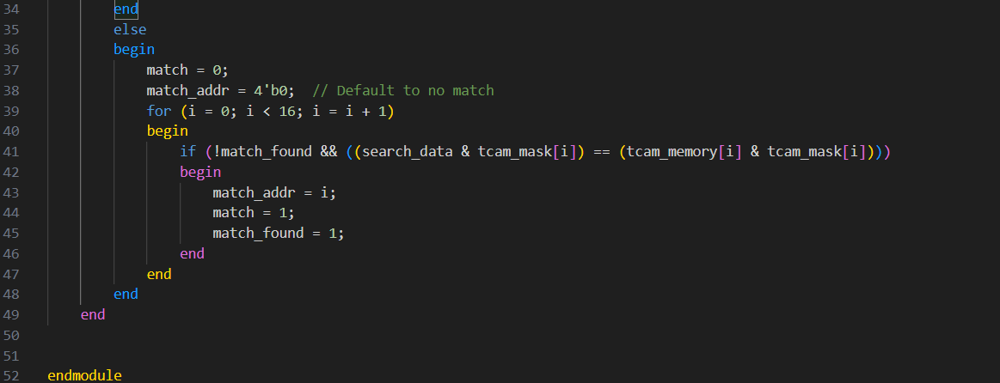 34 end
35 else
36 begin
37 match = 0;
38 match_addr = 4'b0;  // Default to no match
39 for (i = 0; i < 16; i = i + 1)
40 begin
41 if (!match_found && ((search_data & tcam_mask[i]) == (tcam_memory[i] & tcam_mask[i])))
42 begin
43 match_addr = i;
44 match = 1;
45 match_found = 1;
46 end
47 end
48 end
49 end
50
51
52 endmodule